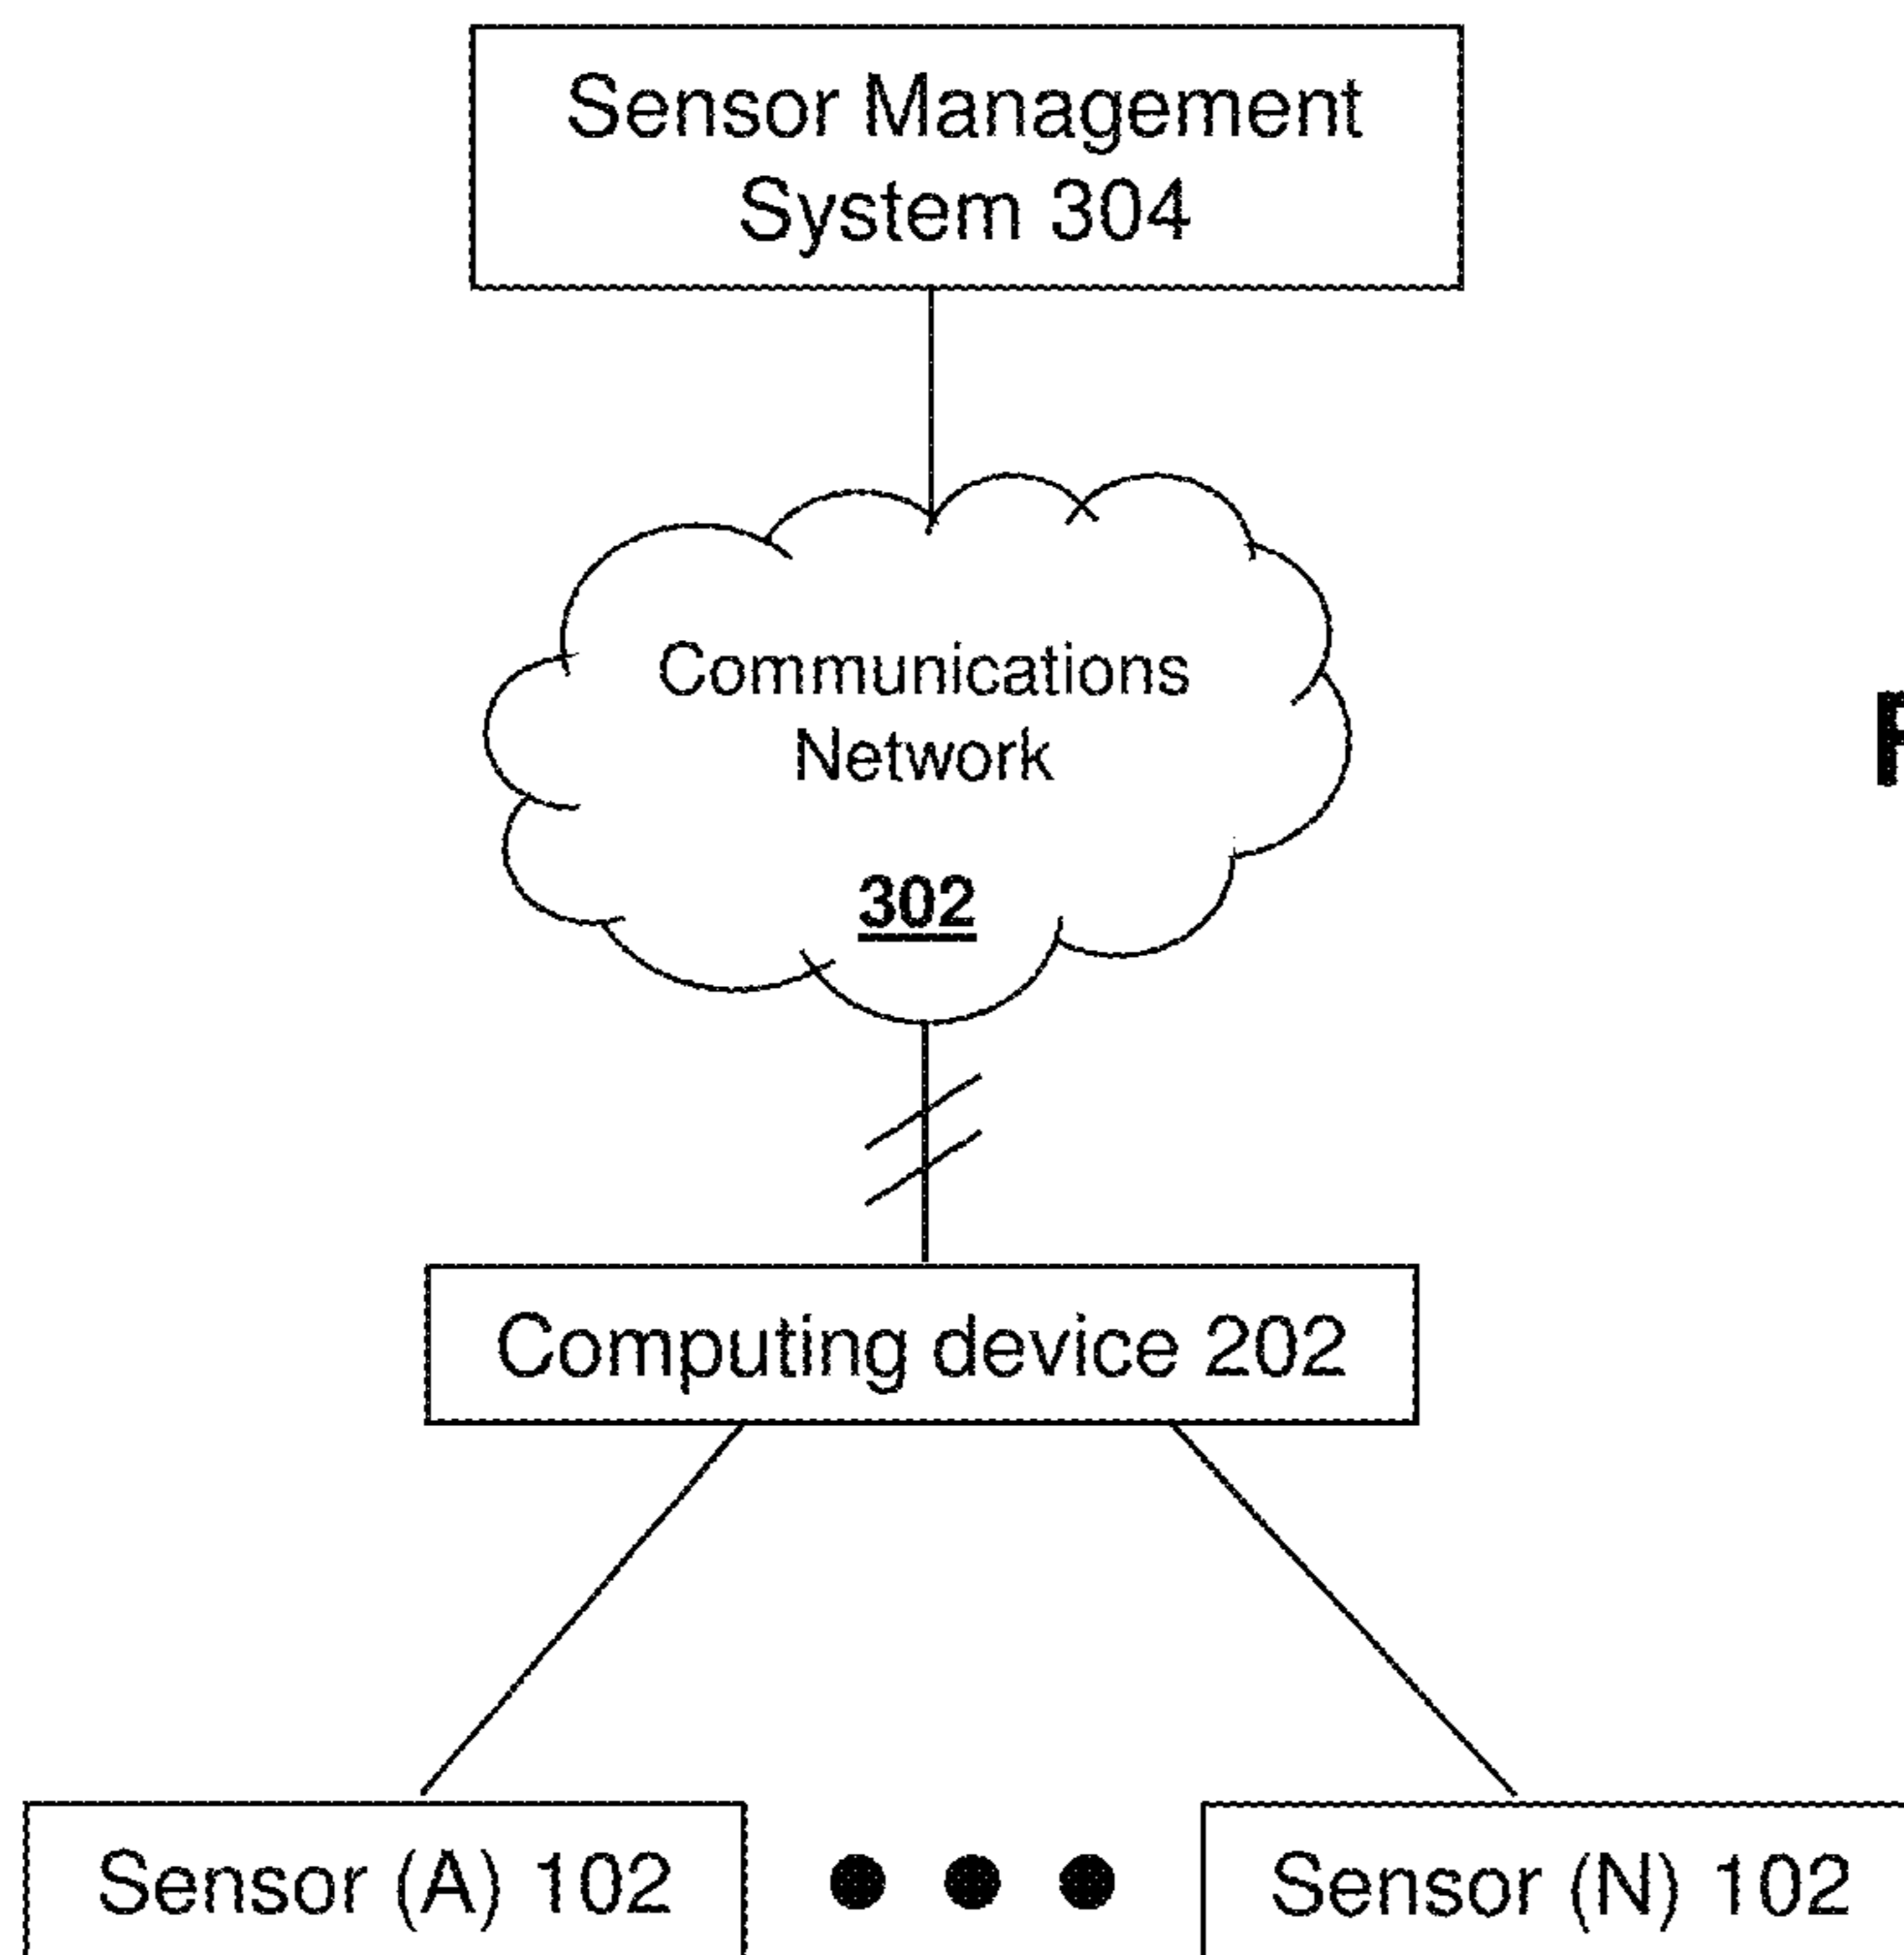 Sensor Management
System 304
Communications
Network
302
Computing device 202
Sensor (A) 102
Sensor (N) 102